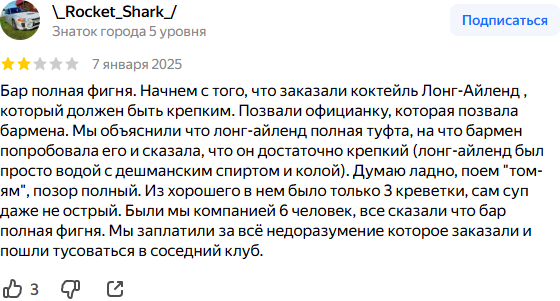 \_Rocket_Shark_/
Знаток города 5 уровня
Подписаться
7 января 2025
Бар полная фигня. Начнем с того, что заказали коктейль Лонг-Айленд ,
который должен быть крепким. Позвали официанку, которая позвала
бармена. Мы объяснили что лонг-айленд полная туфта, на что бармен
попробовала его и сказала, что он достаточно крепкий (лонг-айленд был
просто водой с дешманским спиртом и колой). Думаю ладно, поем "том-
ям", позор полный. Из хорошего в нем было только 3 креветки, сам суп
даже не острый. Были мы компанией 6 человек, все сказали что бар
полная фигня. Мы заплатили за всё недоразумение которое заказали и
пошли тусоваться в соседний клуб.
3